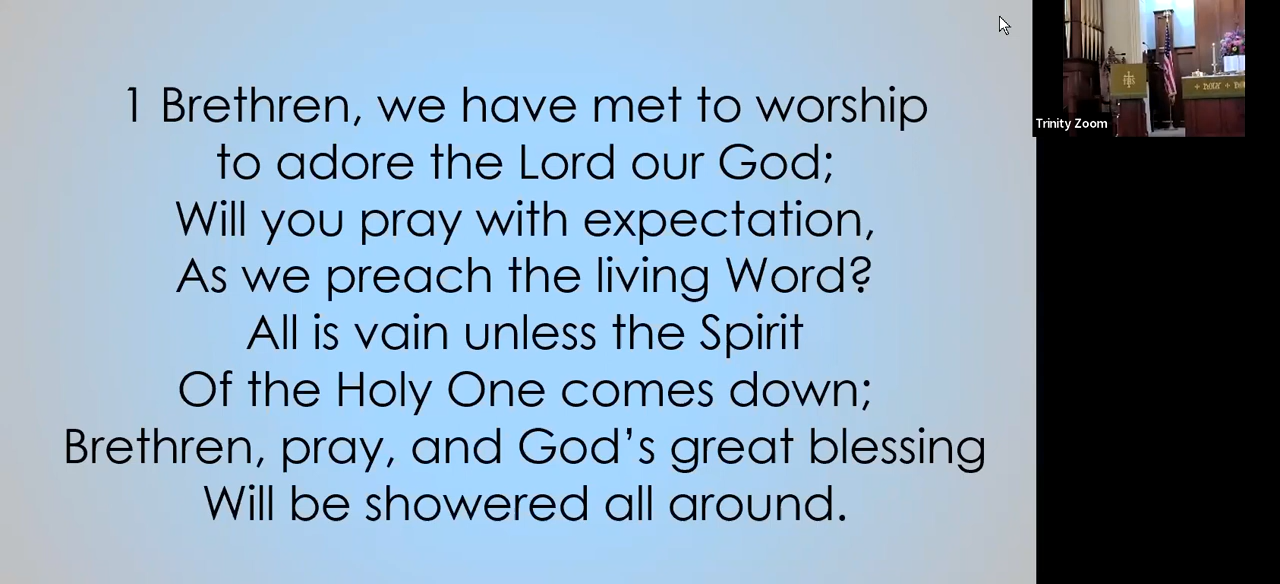 1 Brethren, we have met to worship
to adore the Lord our God;
Will you pray with expectation,
As we preach the living Word?
All is vain unless the Spirit
Of the Holy One comes down;
Brethren, pray, and God’s great blessing
Will be showered all around.
Trinity Zoom